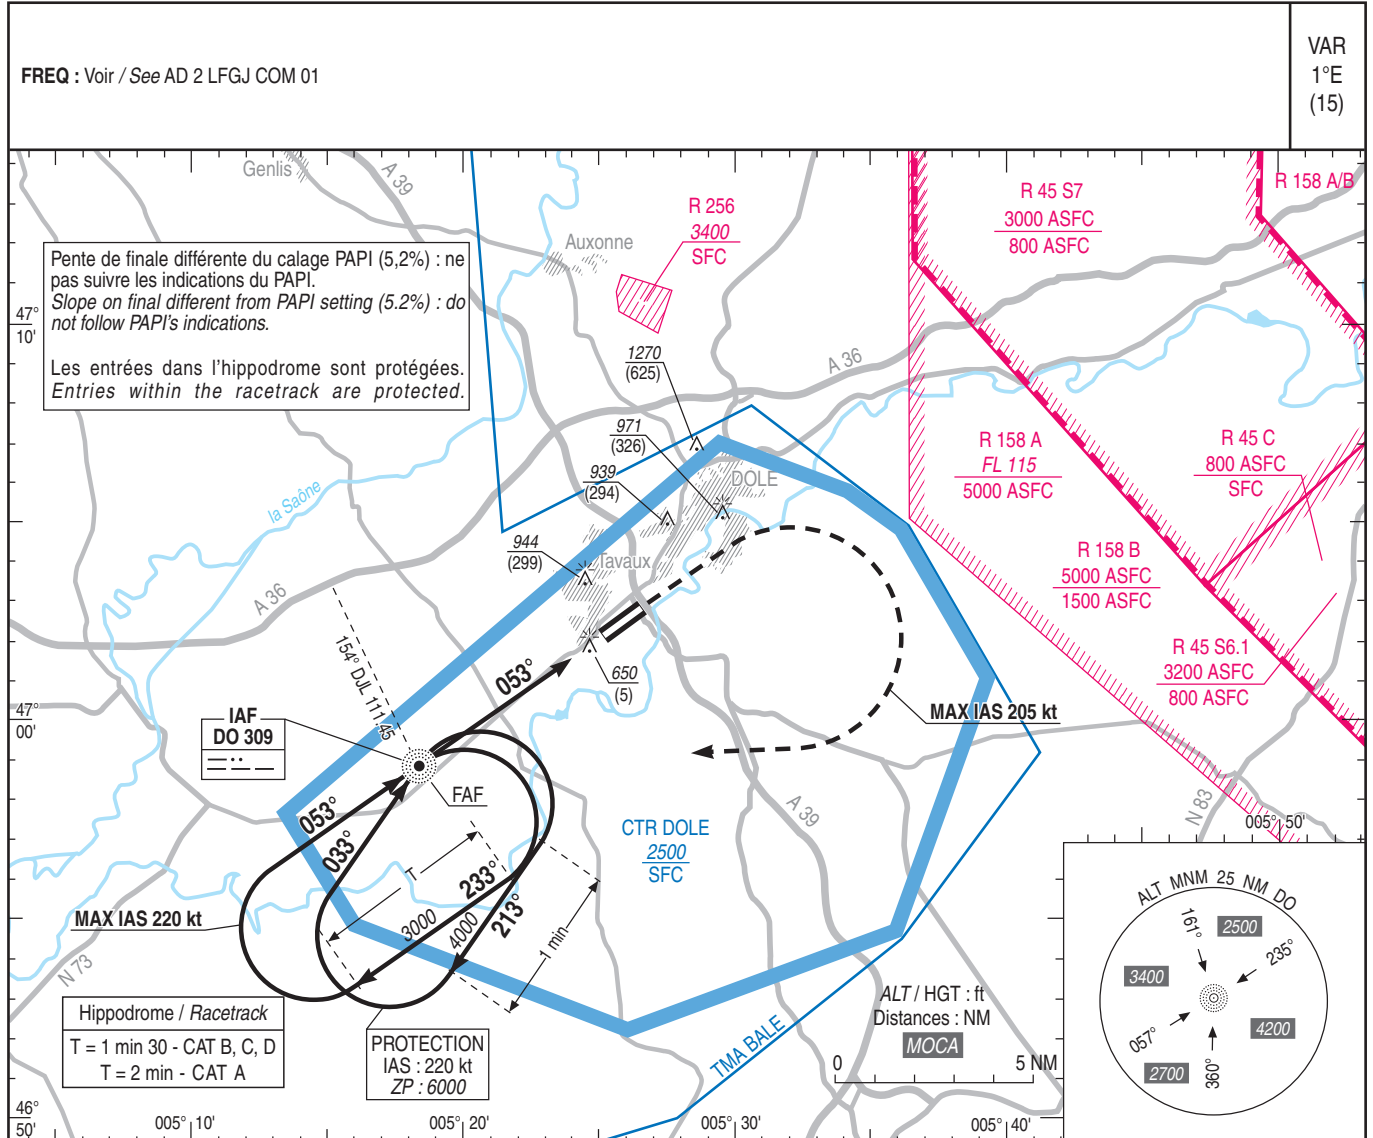 FREQ : Voir / See AD 2 LFGJ COM 01
VAR
1°E
(15)
Genlis
A 39
R 256
3400
SFC
Auxonne
R 45 S7
3000 ASFC
800 ASFC
R 158 A/B
Pente de finale différente du calage PAPI (5,2%) : ne
pas suivre les indications du PAPI.
Slope on final different from PAPI setting (5.2%) : do
not follow PAPI's indications.
Les entrées dans l'hippodrome sont protégées.
Entries within the racetrack are protected.
47°
10'
1270
(625)
A 36
971
(326)
939
(294)
DOLE
944
(299)
Tavaux
la Saône
A 36
R 158 A
FL 115
5000 ASFC
R 45 C
800 ASFC
SFC
R 158 B
5000 ASFC
1500 ASFC
R 45 S6.1
3200 ASFC
800 ASFC
154° DJL 111.45
053°
650
(5)
47°
00'
IAF
DO 309
FAF
MAX IAS 205 kt
053°
033°
T
233°
213°
3000
4000
1 min
MAX IAS 220 kt
CTR DOLE
2500
SFC
A 39
N 83
005° 50'
N 73
Hippodrome / Racetrack
T = 1 min 30 - CAT B, C, D
T = 2 min - CAT A
PROTECTION
IAS : 220 kt
ZP : 6000
TMA BALE
ALT / HGT : ft
Distances : NM
MOCA
0
5 NM
ALT MNM 25 NM DO
161°
2500
235°
3400
4200
057°
2700
360°
46°
50'
005° 10'
005° 20'
005° 30'
005° 40'